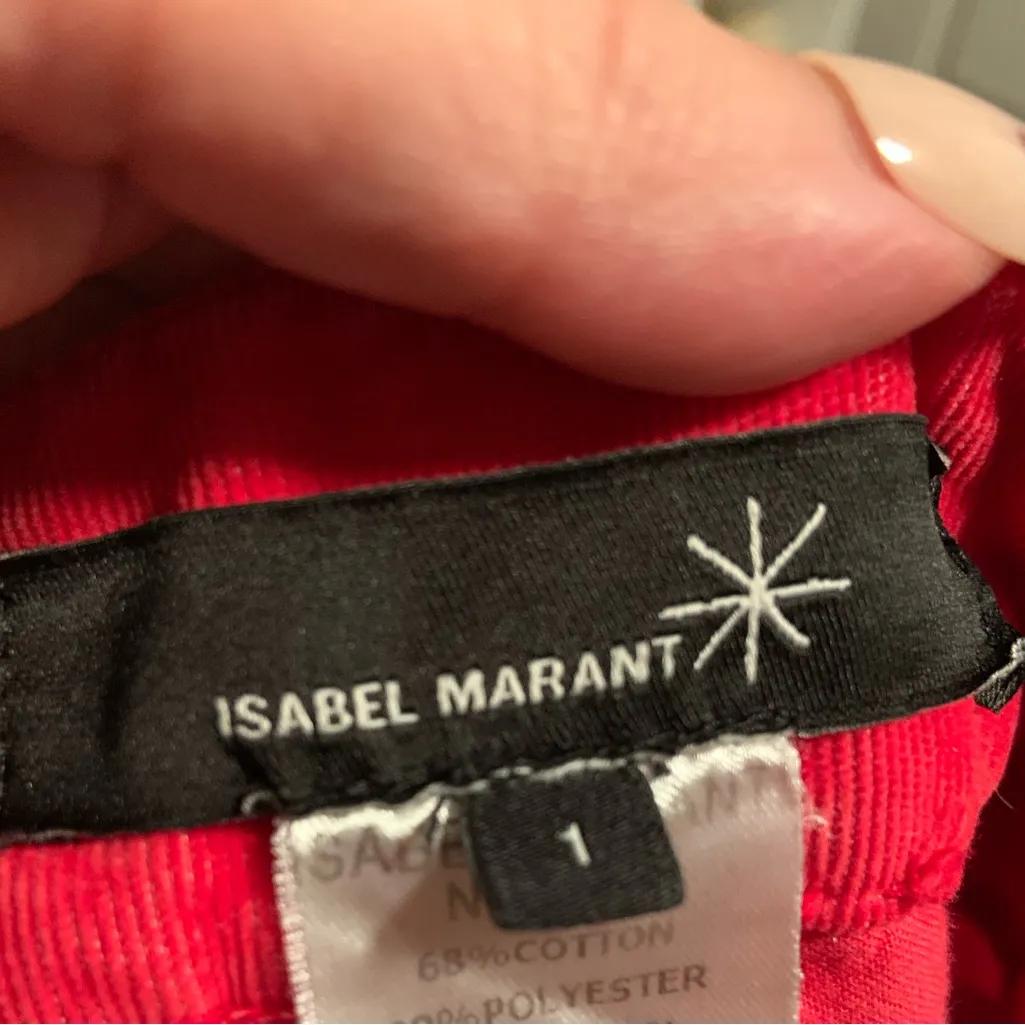 ISABEL MARANT
1
68%COTTON
%POLYESTER